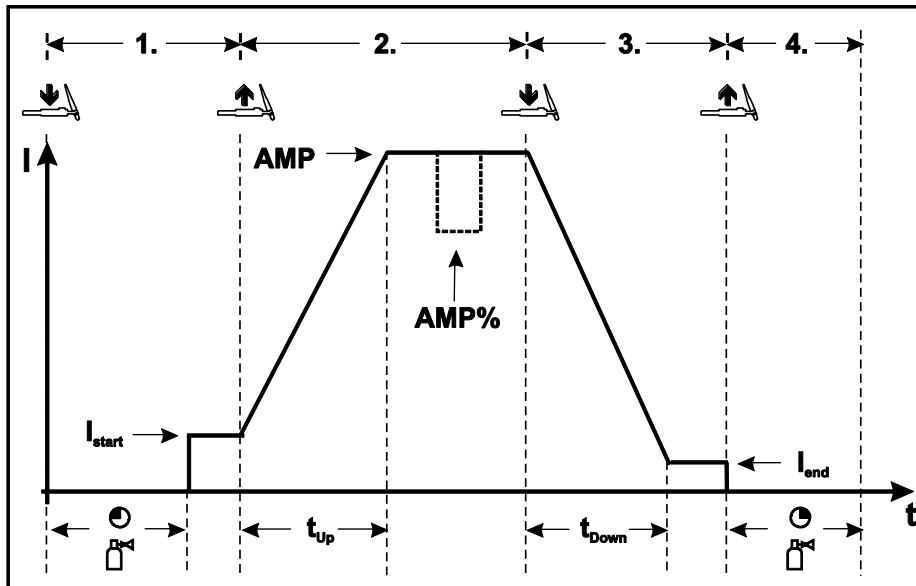 1. 2. 3. 4.
I
AMP
AMP%
Istart
Iend
t
tUp
tDown